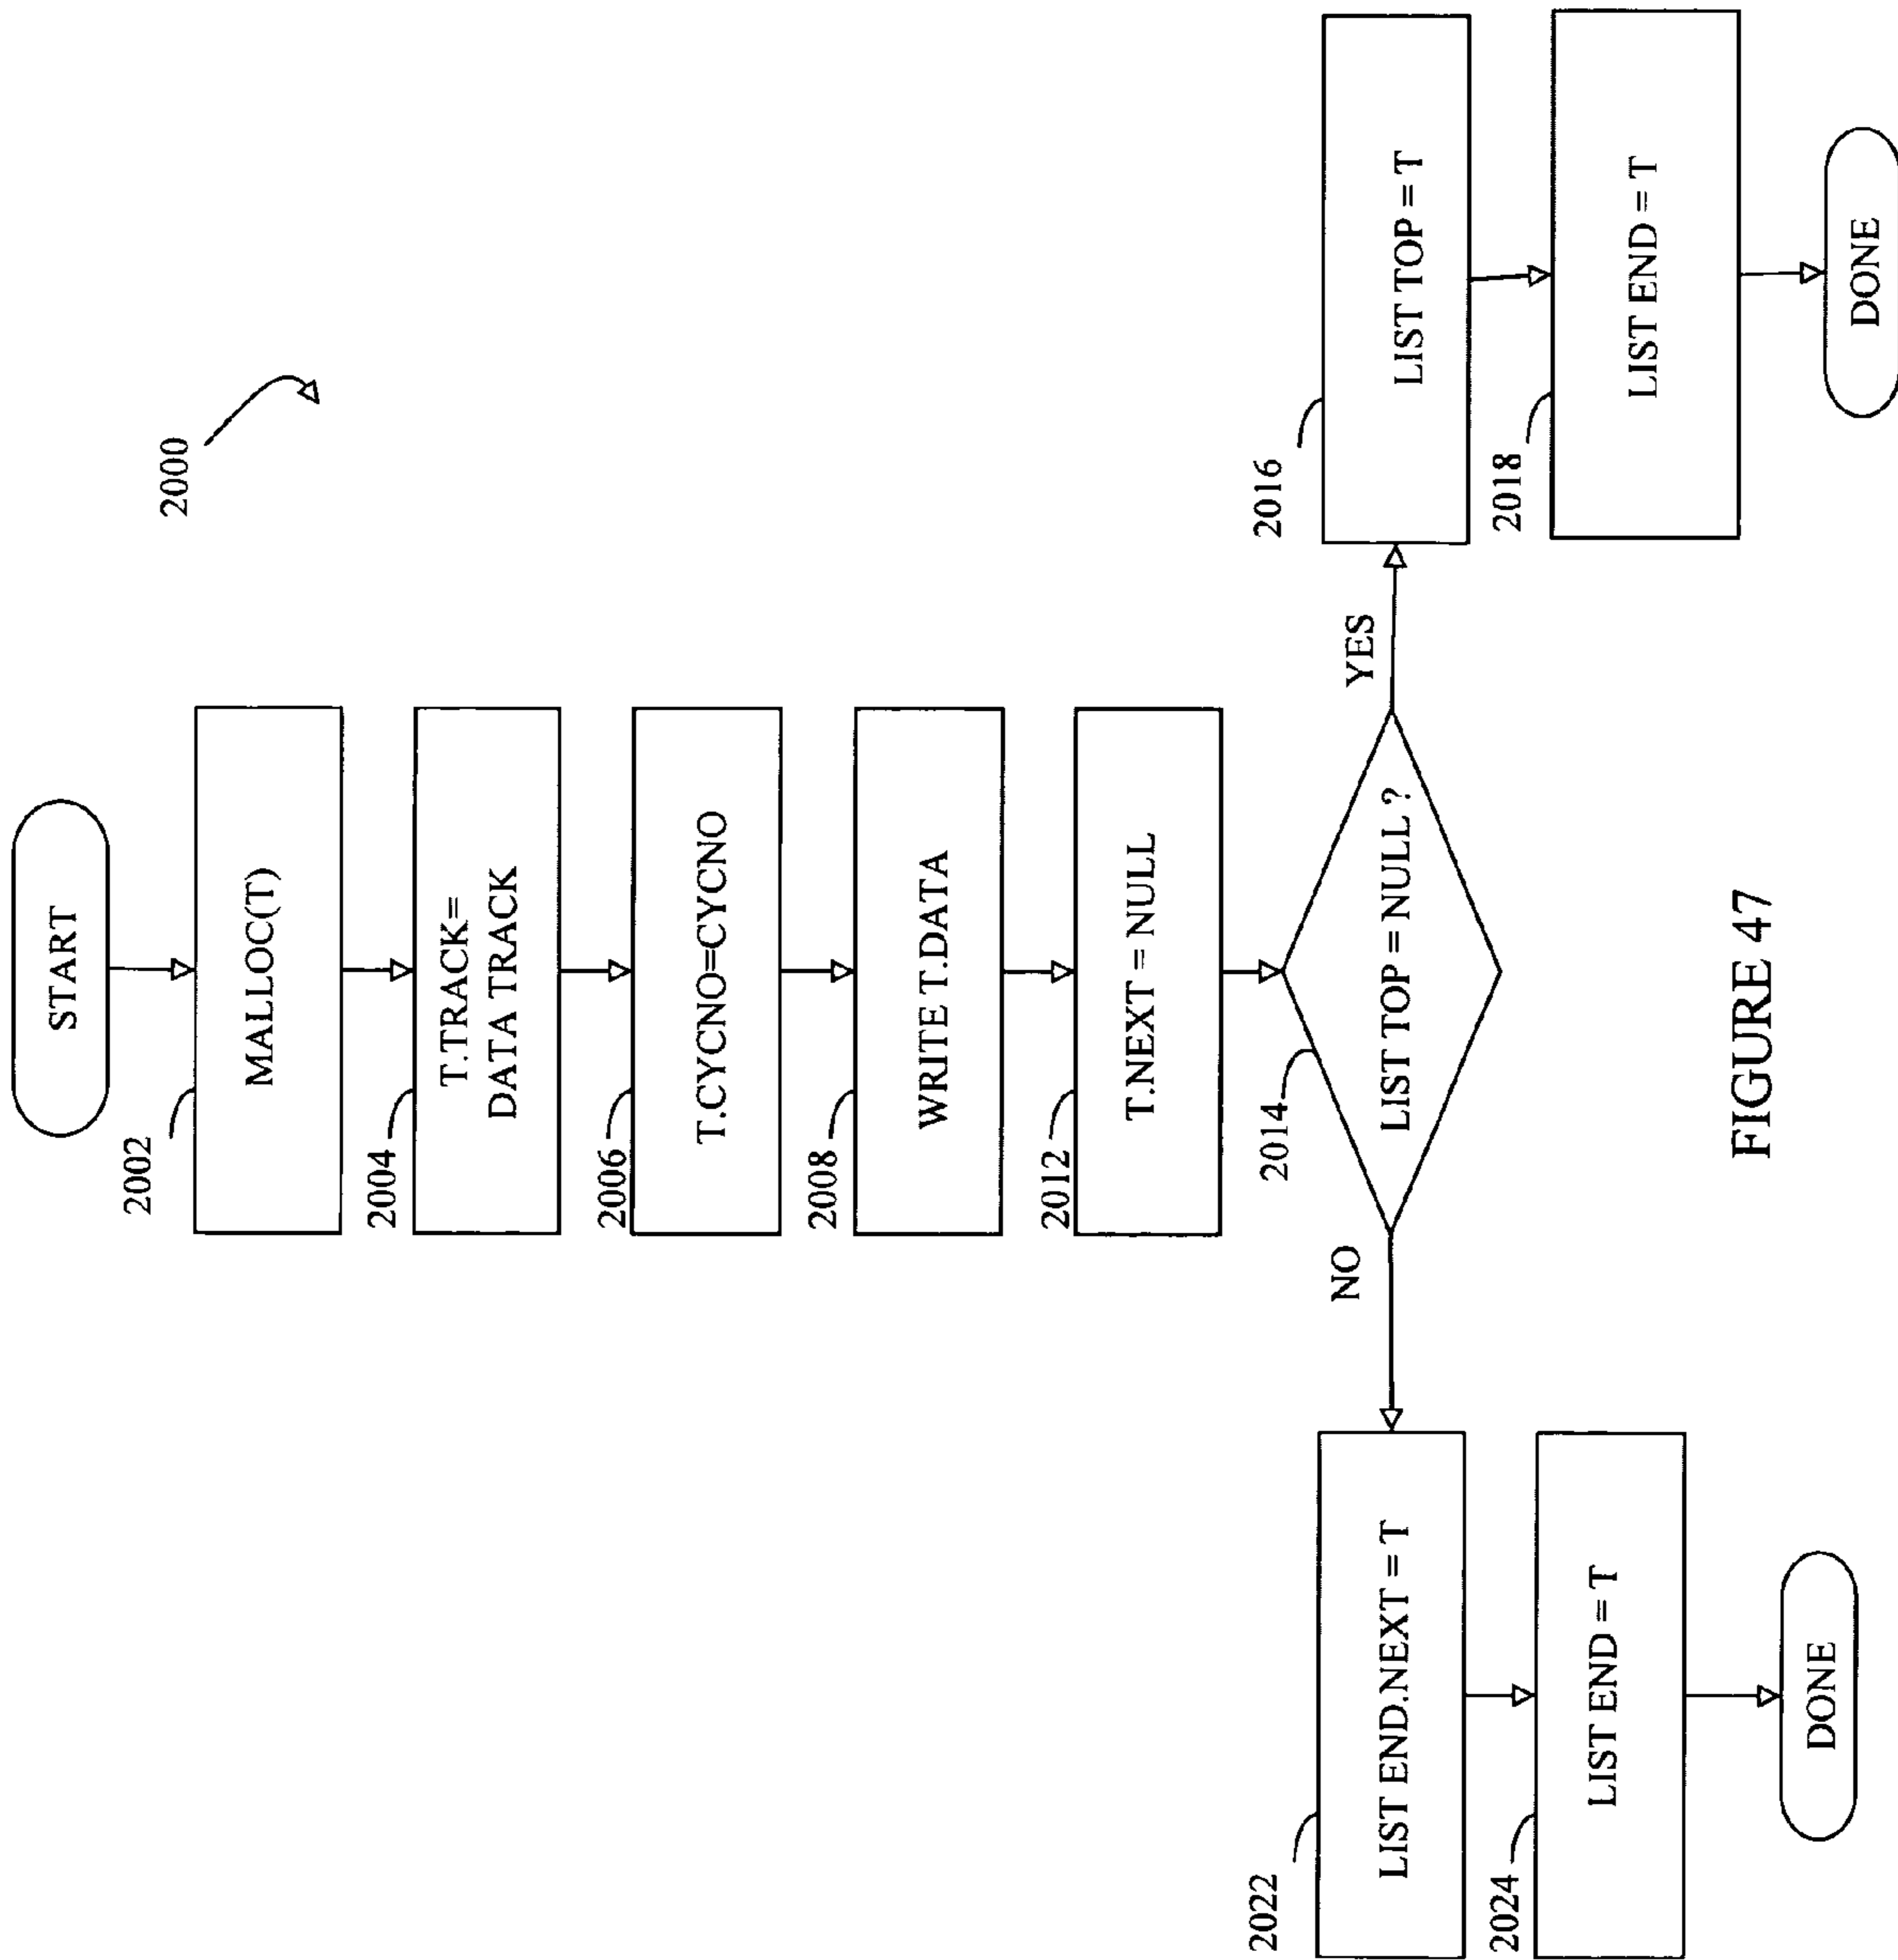 2000
START
2002
MALLOC(T)
2004
T.TRACK=
DATA TRACK
2006
T.CYCNO=CYCNO
2008
WRITE T.DATA
2012
T.NEXT = NULL
2014
LIST TOP = NULL ?
NO
YES
2022
LIST END.NEXT = T
2024
LIST END = T
DONE
2016
LIST TOP = T
2018
LIST END = T
DONE
FIGURE 47